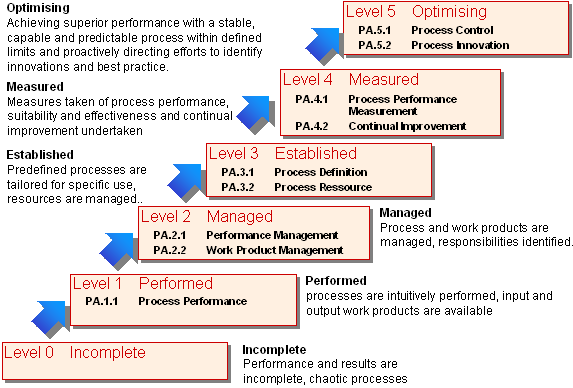 Optimising
Achieving superior performance with a stable,
capable and predictable process within defined
limits and proactively directing efforts to identify
innovations and best practice.
Level 5 Optimising
PA.5.1 Process Control
PA.5.2 Process Innovation
Measured
Measures taken of process performance,
suitability and effectiveness and continual
improvement undertaken
Level 4 Measured
PA.4.1 Process Performance
Measurement
PA.4.2 Continual Improvement
Established
Predefined processes are
tailored for specific use,
resources are managed..
Level 3 Established
PA.3.1 Process Definition
PA.3.2 Process Ressource
Level 2 Managed
PA.2.1 Performance Management
PA.2.2 Work Product Management
Managed
Process and work products are
managed, responsibilities identified.
Level 1 Performed
PA.1.1 Process Performance
Performed
processes are intuitively performed, input and
output work products are available
Level 0 Incomplete
Incomplete
Performance and results are
incomplete, chaotic processes